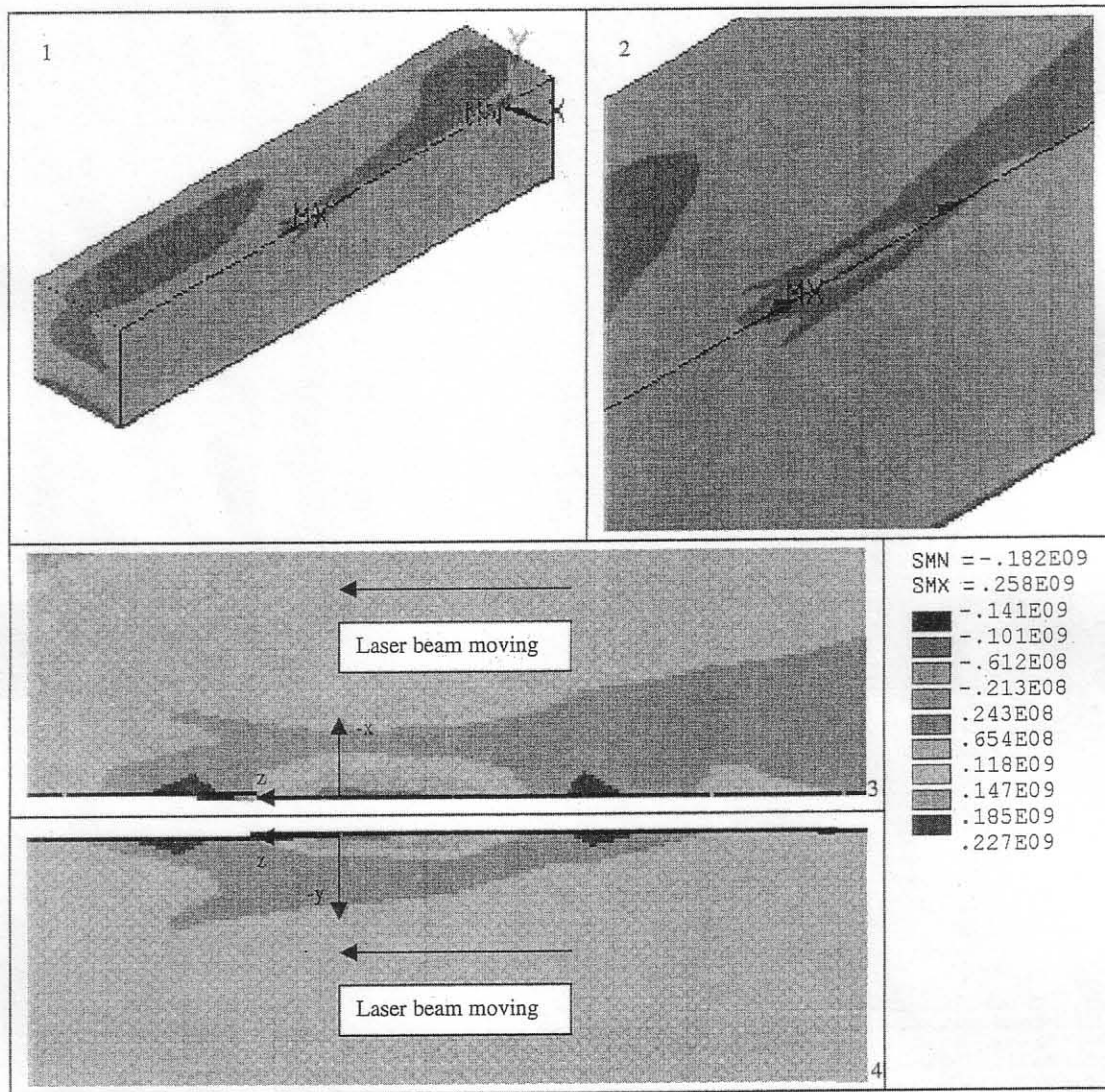 1
Y
MN
X
MX
2
MX
Laser beam moving
-x
z
3
z
-y
Laser beam moving
4
SMN =-.182E09
SMX =.258E09
-.141E09
-.101E09
-.612E08
-.213E08
.243E08
.654E08
.118E09
.147E09
.185E09
.227E09